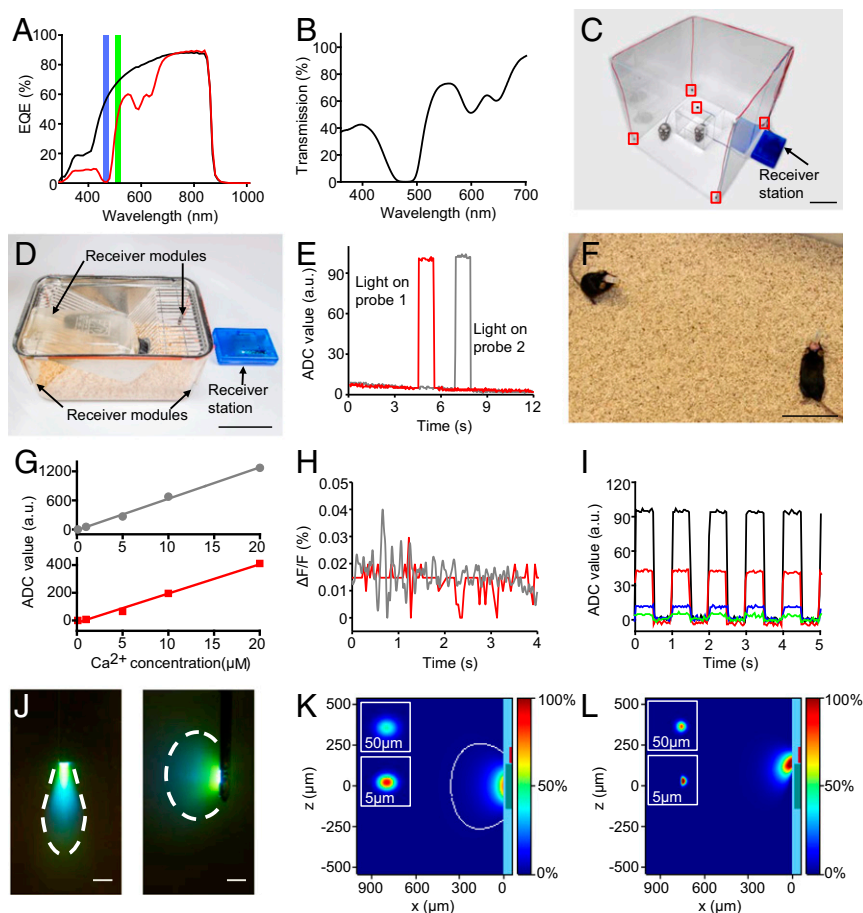 A
EQE (%)
100
80
60
40
20
0
400
600
800
1000
Wavelength (nm)
B
Transmission (%)
100
80
60
40
20
0
400
500
600
700
Wavelength (nm)
C
Receiver
station
D
Receiver modules
Receiver modules
Receiver
station
E
ADC value (a.u.)
90
60
30
0
Light on
probe 1
Light on
probe 2
0
3
6
9
12
Time (s)
F
G
ADC value (a.u.)
1200
600
0
0
5
10
15
20
400
200
0
0
5
10
15
20
Ca2+ concentration(µM)
H
ΔF/F (%)
0.05
0.04
0.03
0.02
0.01
0
0
1
2
3
4
Time (s)
I
ADC value (a.u.)
120
90
60
30
0
0
1
2
3
4
5
Time (s)
J
K
z (µm)
500
250
0
-250
-500
50µm
5µm
900
600
300
0
x (µm)
100%
50%
0%
L
z (µm)
500
250
0
-250
-500
50µm
5µm
900
600
300
0
x (µm)
100%
50%
0%